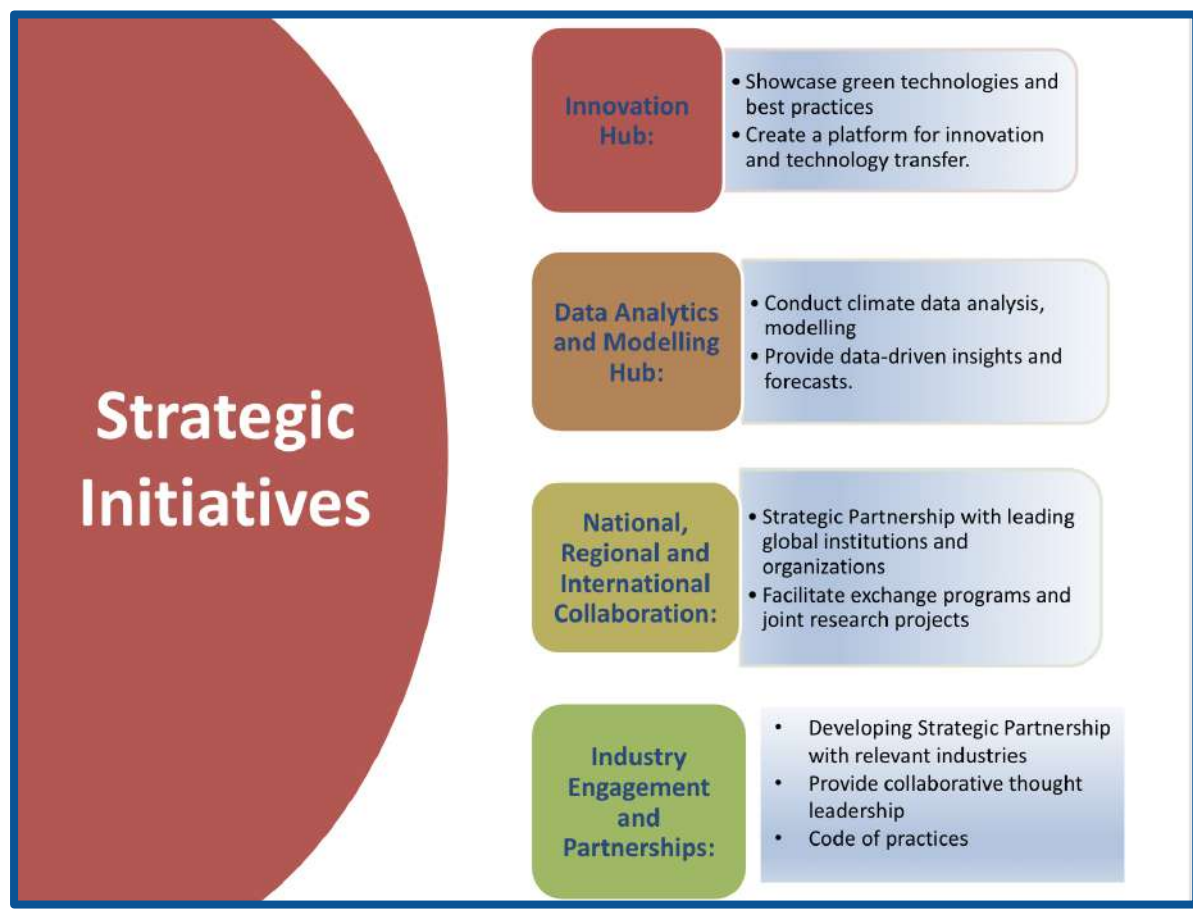 Strategic
Initiatives
Innovation
Hub:
• Showcase green technologies and
best practices
• Create a platform for innovation
and technology transfer.
Data Analytics
and Modelling
Hub:
• Conduct climate data analysis,
modelling
• Provide data-driven insights and
forecasts.
National,
Regional and
International
Collaboration:
• Strategic Partnership with leading
global institutions and
organizations
• Facilitate exchange programs and
joint research projects
Industry
Engagement
and
Partnerships:
• Developing Strategic Partnership
with relevant industries
• Provide collaborative thought
leadership
• Code of practices